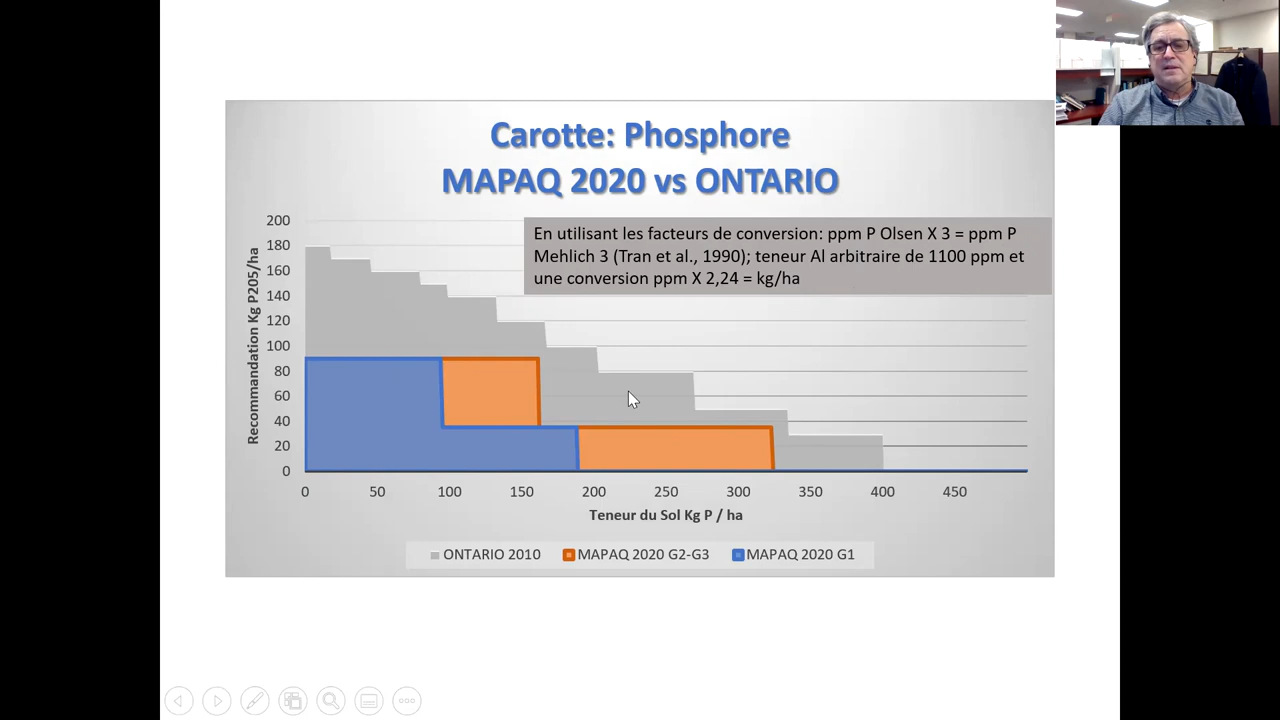 Carotte: Phosphore
MAPAQ 2020 vs ONTARIO
En utilisant les facteurs de conversion: ppm P Olsen X 3 = ppm P
Mehlich 3 (Tran et al., 1990); teneur Al arbitraire de 1100 ppm et
une conversion ppm X 2,24 = kg/ha
Recommandation Kg P205/ha
200
180
160
140
120
100
80
60
40
20
0
0 50 100 150 200 250 300 350 400 450
Teneur du Sol Kg P / ha
ONTARIO 2010 MAPAQ 2020 G2-G3 MAPAQ 2020 G1